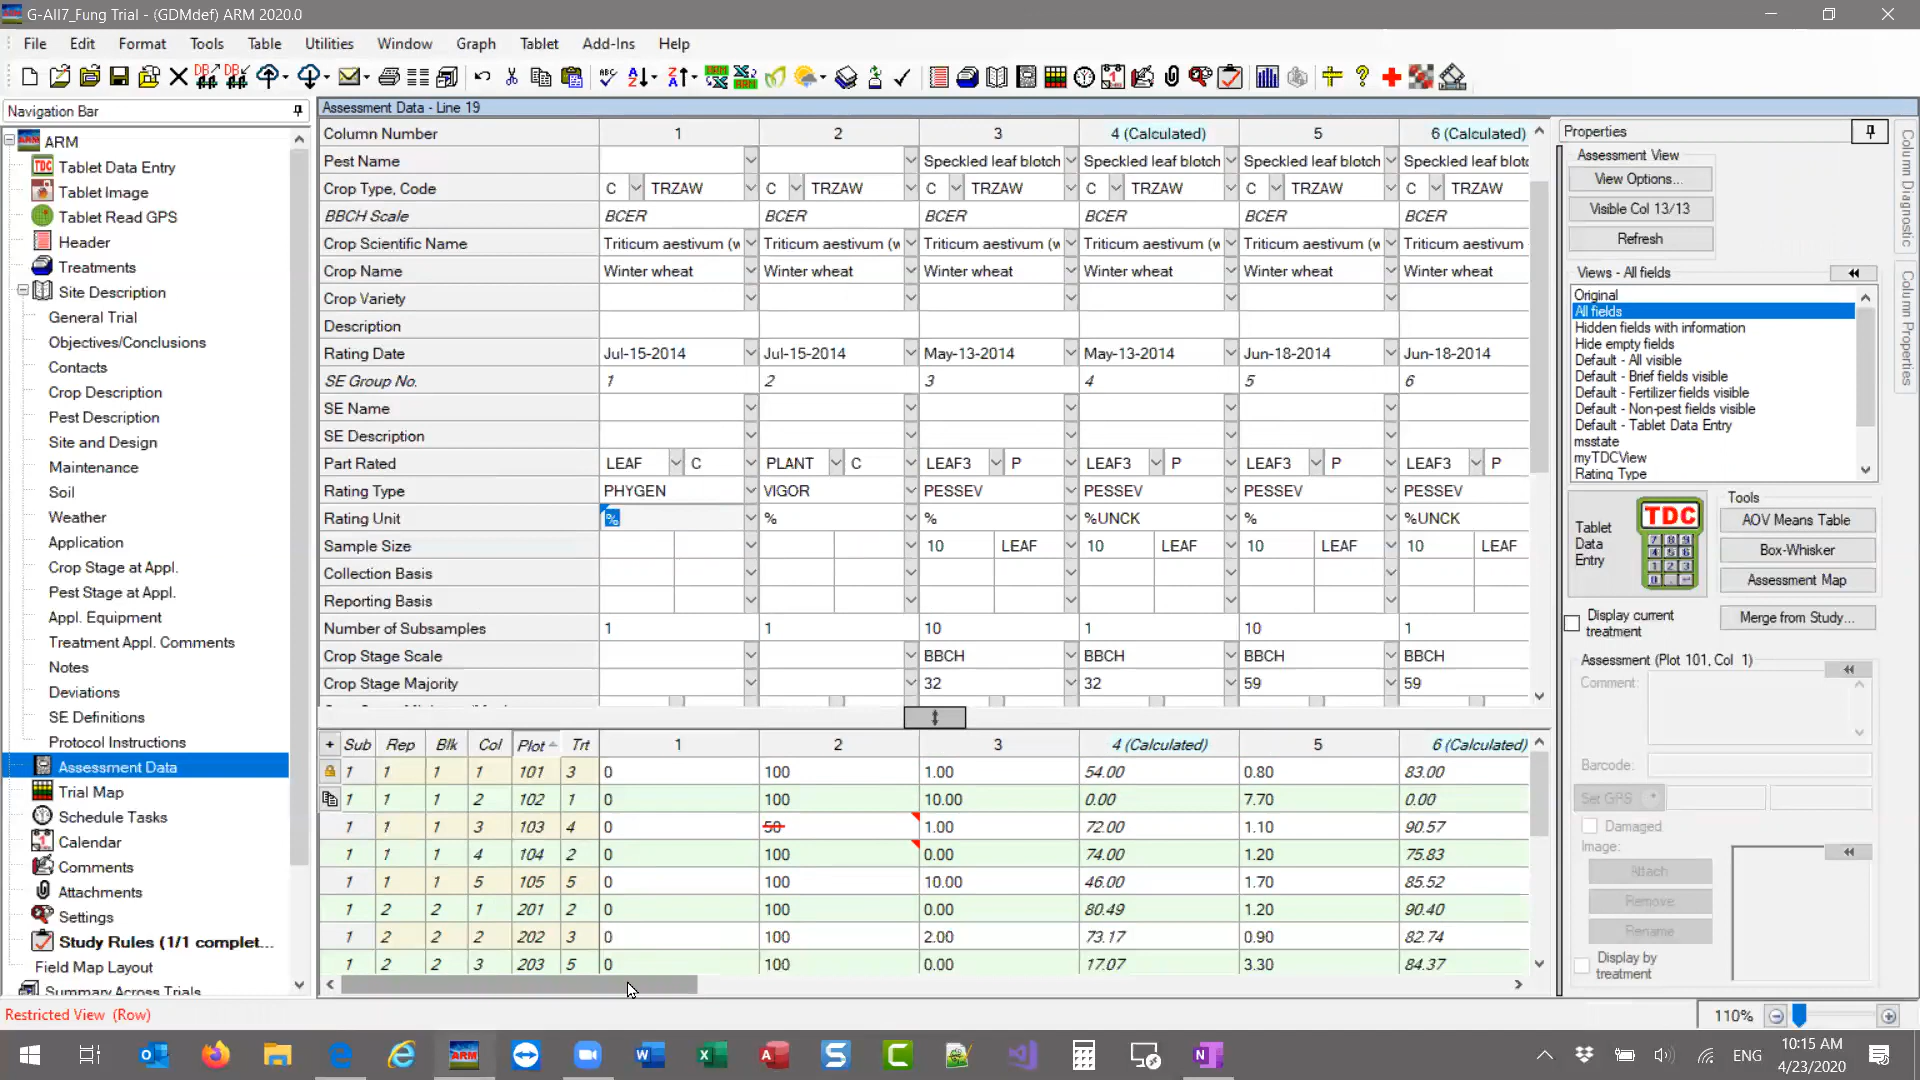 G-All7_Fung Trial - (GDMdef) ARM 2020.0
File Edit Format Tools Table Utilities Window Graph Tablet Add-Ins Help
Navigation Bar
ARM
Tablet Data Entry
Tablet Image
Tablet Read GPS
Header
Treatments
Site Description
General Trial
Objectives/Conclusions
Contacts
Crop Description
Pest Description
Site and Design
Maintenance
Soil
Weather
Application
Crop Stage at Appl.
Pest Stage at Appl.
Appl. Equipment
Treatment Appl. Comments
Notes
Deviations
SE Definitions
Protocol Instructions
Assessment Data
Trial Map
Schedule Tasks
Calendar
Comments
Attachments
Settings
Study Rules (1/1 complet...
Field Map Layout
Summary Across Trials
Assessment Data - Line 19
Column Number 1 2 3 4 (Calculated) 5 6 (Calculated)
Pest Name Speckled leaf blotch Speckled leaf blotch Speckled leaf blotch Speckled leaf blotc
Crop Type, Code C TRZAW C TRZAW C TRZAW C TRZAW C TRZAW C TRZAW
BBCH Scale BCER BCER BCER BCER BCER BCER
Crop Scientific Name Triticum aestivum (w Triticum aestivum (w Triticum aestivum (w Triticum aestivum (w Triticum aestivum (w Triticum aestivum
Crop Name Winter wheat Winter wheat Winter wheat Winter wheat Winter wheat Winter wheat
Crop Variety
Description
Rating Date Jul-15-2014 Jul-15-2014 May-13-2014 May-13-2014 Jun-18-2014 Jun-18-2014
SE Group No. 1 2 3 4 5 6
SE Name
SE Description
Part Rated LEAF C PLANT C LEAF3 P LEAF3 P LEAF3 P LEAF3 P
Rating Type PHYGEN VIGOR PESSEV PESSEV PESSEV PESSEV
Rating Unit % % % %UNCK % %UNCK
Sample Size 10 LEAF 10 LEAF 10 LEAF 10 LEAF
Collection Basis
Reporting Basis
Number of Subsamples 1 1 10 1 10 1
Crop Stage Scale BBCH BBCH BBCH BBCH
Crop Stage Majority 32 32 59 59
+ Sub Rep Blk Col Plot Trt 1 2 3 4 (Calculated) 5 6 (Calculated)
1 1 1 1 101 3 0 100 1.00 54.00 0.80 83.00
1 1 1 2 102 1 0 100 10.00 0.00 7.70 0.00
1 1 1 3 103 4 0 50 1.00 72.00 1.10 90.57
1 1 1 4 104 2 0 100 0.00 74.00 1.20 75.83
1 1 1 5 105 5 0 100 10.00 46.00 1.70 85.52
1 2 2 1 201 2 0 100 0.00 80.49 1.20 90.40
1 2 2 2 202 3 0 100 2.00 73.17 0.90 82.74
1 2 2 3 203 5 0 100 0.00 17.07 3.30 84.37
Properties
Assessment View
View Options...
Visible Col 13/13
Refresh
Views - All fields
Original
All fields
Hidden fields with information
Hide empty fields
Default - All visible
Default - Brief fields visible
Default - Fertilizer fields visible
Default - Non-pest fields visible
Default - Tablet Data Entry
msstate
myTDCView
Rating Type
Tablet Data Entry
TDC
Tools
AOV Means Table
Box-Whisker
Assessment Map
Display current treatment
Merge from Study...
Assessment (Plot 101, Col 1)
Comment:
Barcode:
Set GPS
Damaged
Image:
Attach
Remove
Rename
Display by treatment
Column Diagnostic
Column Properties
Restricted View (Row)
110%
ENG
10:15 AM
4/23/2020